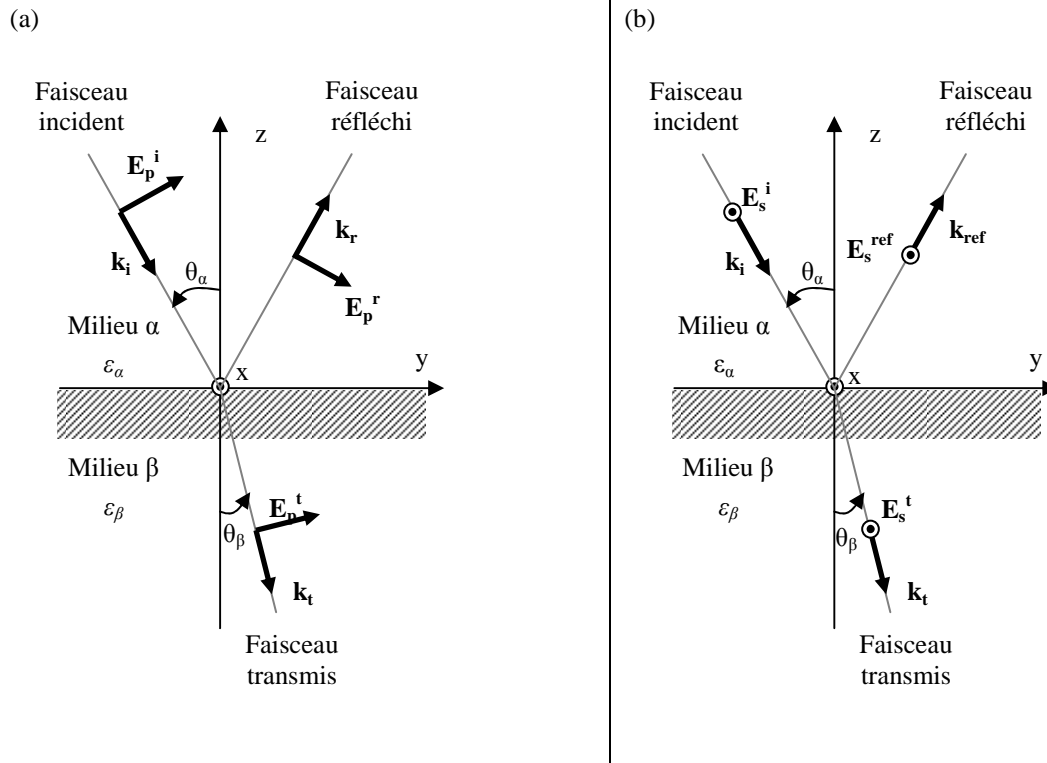 (a)
Faisceau
incident
Faisceau
réfléchi
z
E_p^i
k_i
k_r
θ_α
E_p^r
Milieu α
ε_α
x
y
Milieu β
ε_β
E_p^t
θ_β
k_t
Faisceau
transmis
(b)
Faisceau
incident
Faisceau
réfléchi
z
E_s^i
k_i
E_s^ref
k_ref
θ_α
Milieu α
ε_α
x
y
Milieu β
ε_β
E_s^t
θ_β
k_t
Faisceau
transmis